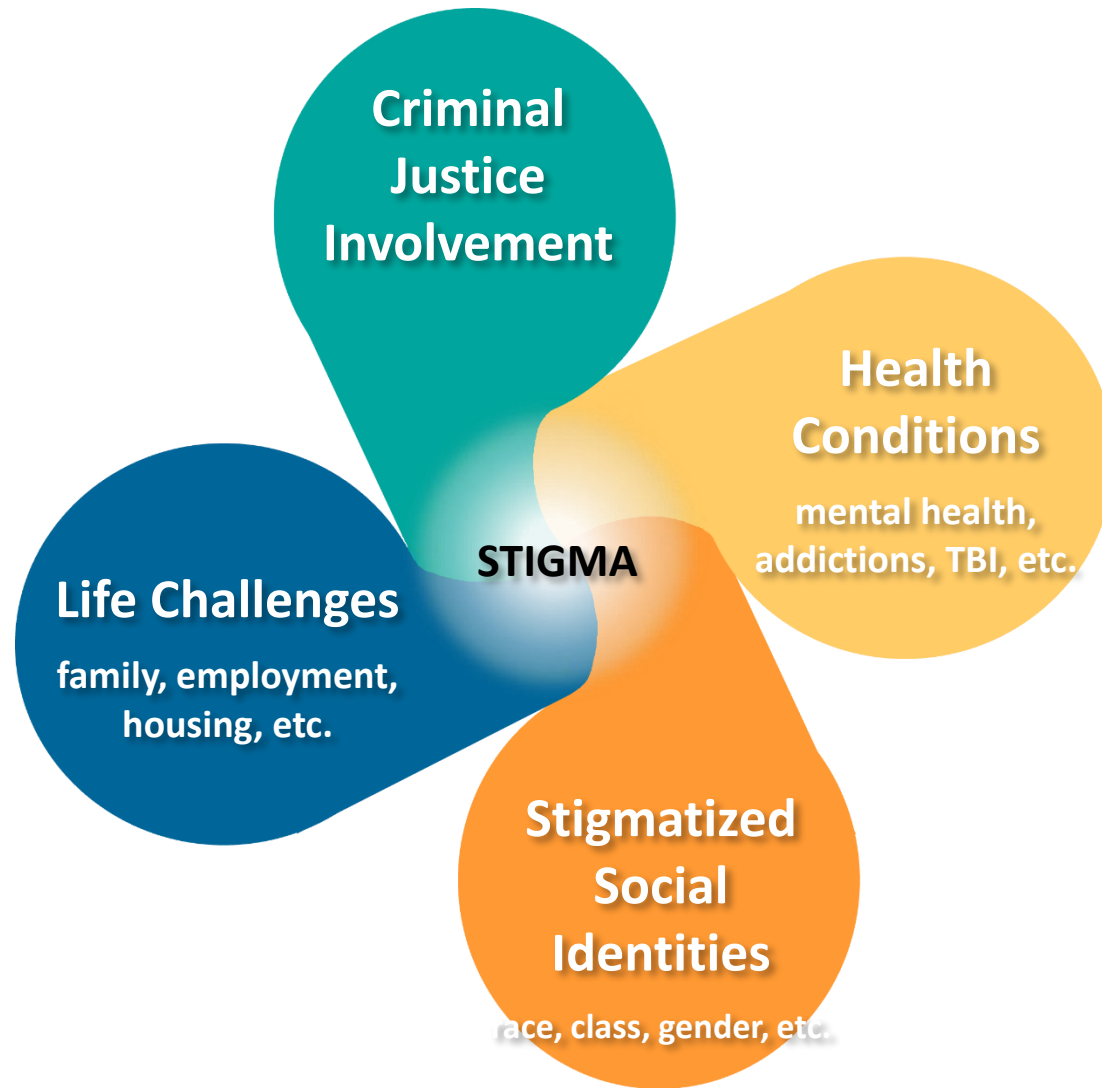 Criminal
Justice
Involvement
Health
Conditions
mental health,
addictions, TBI, etc.
STIGMA
Life Challenges
family, employment,
housing, etc.
Stigmatized
Social
Identities
race, class, gender, etc.